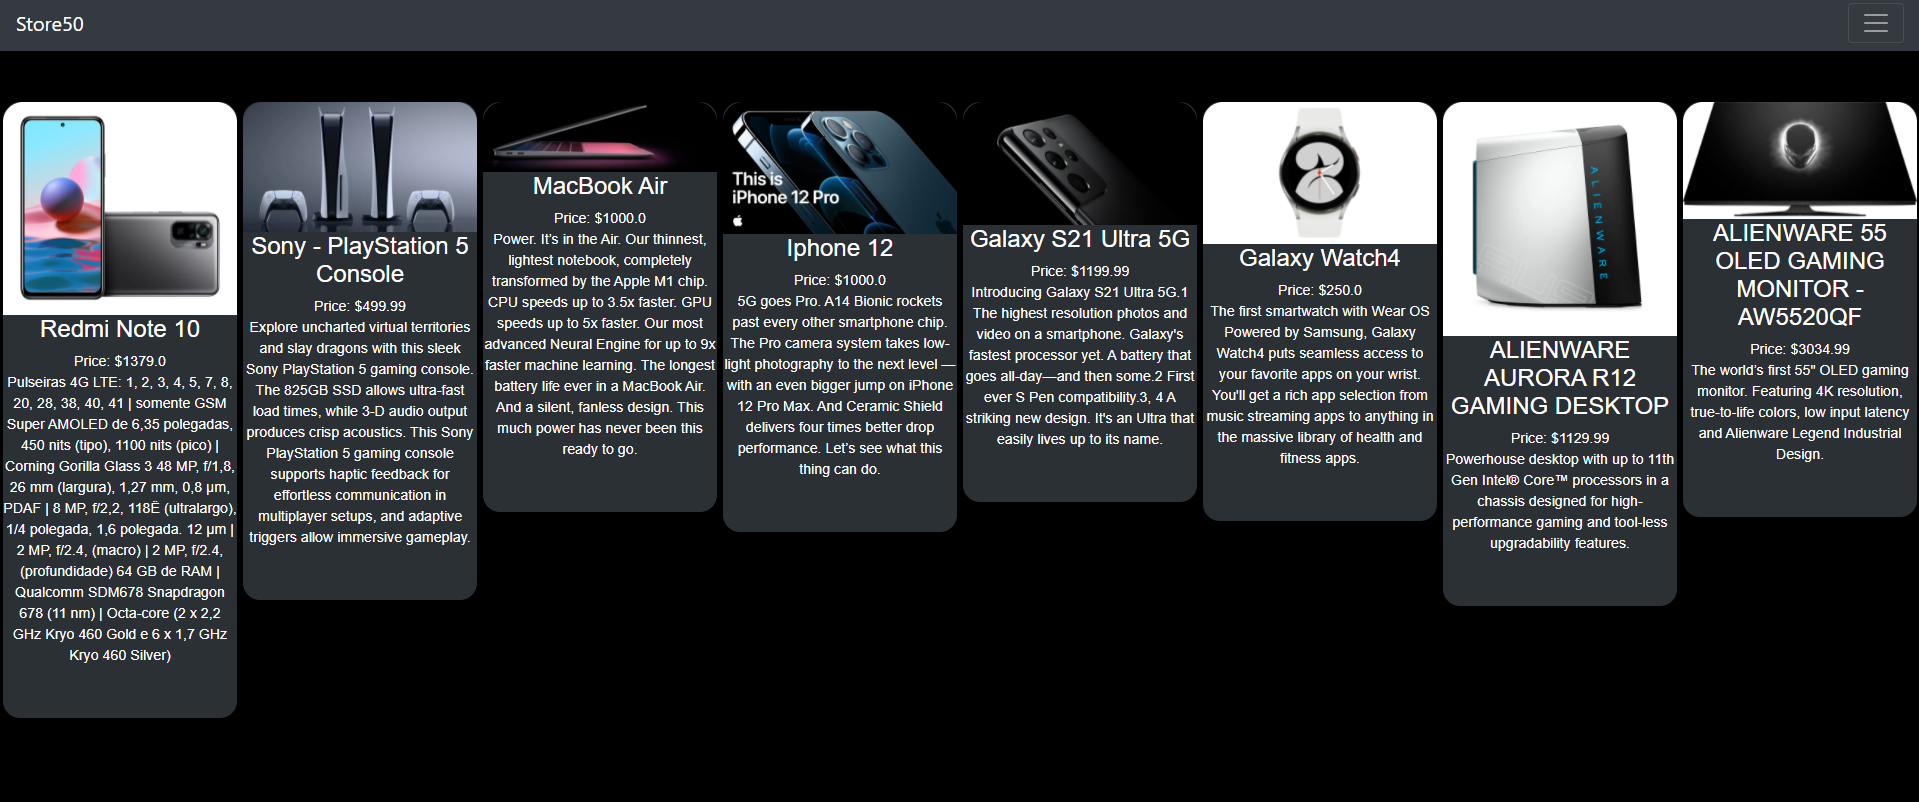 Store50
Redmi Note 10
Price: $1379.0
Pulseiras 4G LTE: 1, 2, 3, 4, 5, 7, 8,
20, 28, 38, 40, 41 | somente GSM
Super AMOLED de 6,35 polegadas,
450 nits (tipo), 1100 nits (pico) |
Corning Gorilla Glass 3 48 MP, f/1,8,
26 mm (largura), 1,27 mm, 0,8 µm,
PDAF | 8 MP, f/2,2, 118Ë (ultralargo),
1/4 polegada, 1,6 polegada. 12 µm |
2 MP, f/2.4, (macro) | 2 MP, f/2.4,
(profundidade) 64 GB de RAM |
Qualcomm SDM678 Snapdragon
678 (11 nm) | Octa-core (2 x 2,2
GHz Kryo 460 Gold e 6 x 1,7 GHz
Kryo 460 Silver)
Sony - PlayStation 5
Console
Price: $499.99
Explore uncharted virtual territories
and slay dragons with this sleek
Sony PlayStation 5 gaming console.
The 825GB SSD allows ultra-fast
load times, while 3-D audio output
produces crisp acoustics. This Sony
PlayStation 5 gaming console
supports haptic feedback for
effortless communication in
multiplayer setups, and adaptive
triggers allow immersive gameplay.
MacBook Air
Price: $1000.0
Power. It's in the Air. Our thinnest,
lightest notebook, completely
transformed by the Apple M1 chip.
CPU speeds up to 3.5x faster. GPU
speeds up to 5x faster. Our most
advanced Neural Engine for up to 9x
faster machine learning. The longest
battery life ever in a MacBook Air.
And a silent, fanless design. This
much power has never been this
ready to go.
This is
iPhone 12 Pro
Iphone 12
Price: $1000.0
5G goes Pro. A14 Bionic rockets
past every other smartphone chip.
The Pro camera system takes low-
light photography to the next level —
with an even bigger jump on iPhone
12 Pro Max. And Ceramic Shield
delivers four times better drop
performance. Let's see what this
thing can do.
Galaxy S21 Ultra 5G
Price: $1199.99
Introducing Galaxy S21 Ultra 5G.1
The highest resolution photos and
video on a smartphone. Galaxy's
fastest processor yet. A battery that
goes all-day—and then some.2 First
ever S Pen compatibility.3, 4 A
striking new design. It's an Ultra that
easily lives up to its name.
Galaxy Watch4
Price: $250.0
The first smartwatch with Wear OS
Powered by Samsung, Galaxy
Watch4 puts seamless access to
your favorite apps on your wrist.
You'll get a rich app selection from
music streaming apps to anything in
the massive library of health and
fitness apps.
ALIENWARE
ALIENWARE
AURORA R12
GAMING DESKTOP
Price: $1129.99
Powerhouse desktop with up to 11th
Gen Intel® Core™ processors in a
chassis designed for high-
performance gaming and tool-less
upgradability features.
ALIENWARE 55
OLED GAMING
MONITOR -
AW5520QF
Price: $3034.99
The world's first 55" OLED gaming
monitor. Featuring 4K resolution,
true-to-life colors, low input latency
and Alienware Legend Industrial
Design.